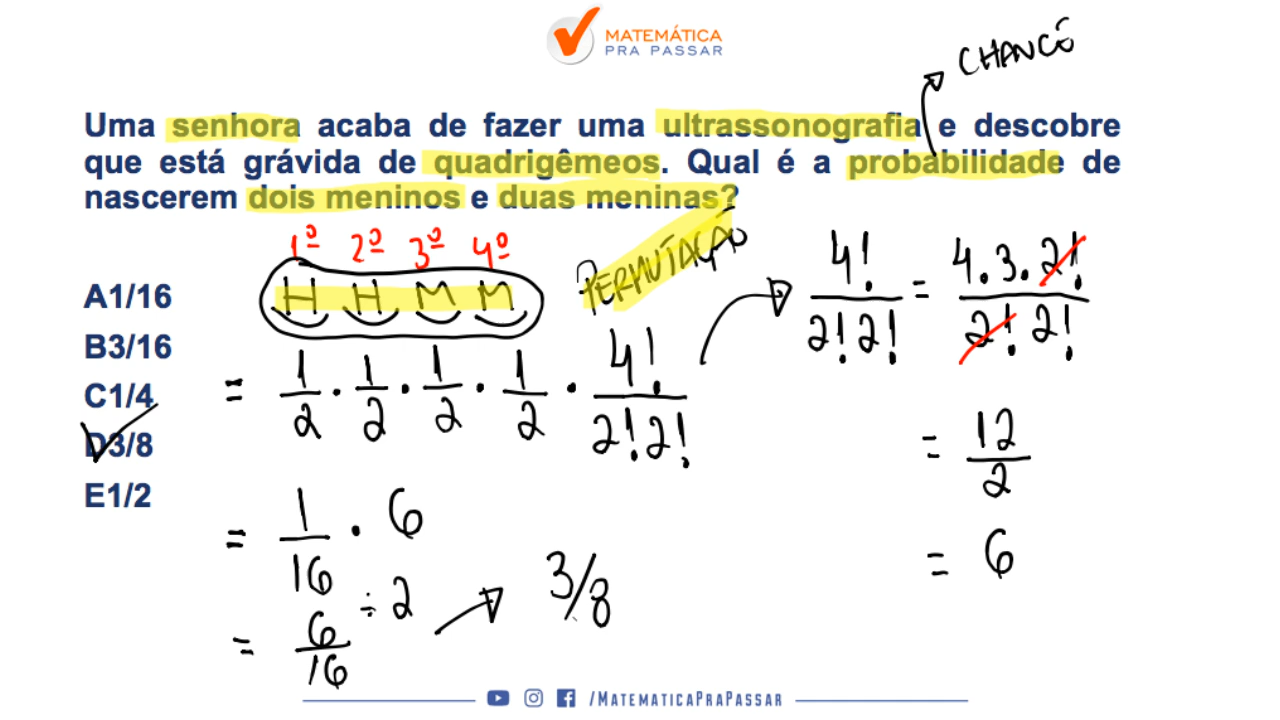 MATEMÁTICA
PRA PASSAR
CHANCE
Uma senhora acaba de fazer uma ultrassonografia e descobre
que está grávida de quadrigêmeos. Qual é a probabilidade de
nascerem dois meninos e duas meninas?
1º 2º 3º 4º
H H M M
PERMUTAÇÃO
A1/16
B3/16
C1/4
D3/8
E1/2
= 1/2 . 1/2 . 1/2 . 1/2 . 4!/2!2!
= 1/16 . 6
= 6/16 ÷2
3/8
4!/2!2! = 4.3.2!/2!2!
= 12/2
= 6
/MATEMATICAPRAPASSAR